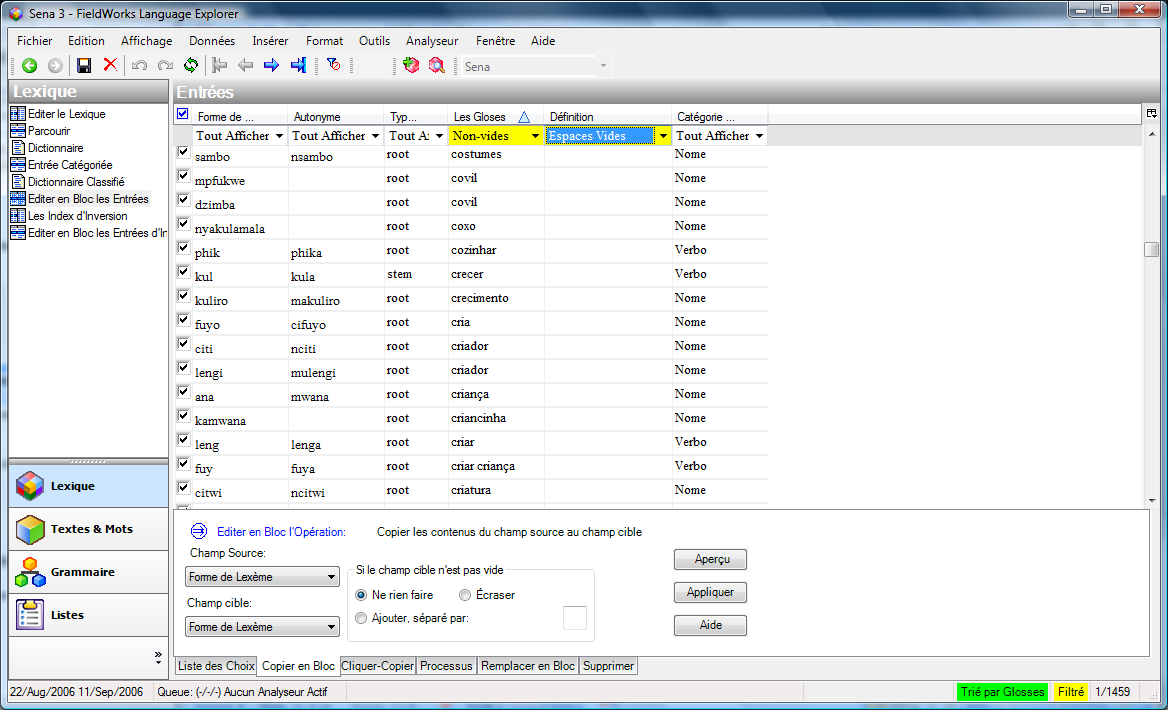 Sena 3 - FieldWorks Language Explorer
Fichier Edition Affichage Données Insérer Format Outils Analyseur Fenêtre Aide
Sena
Lexique
Editer le Lexique
Parcourir
Dictionnaire
Entrée Catégoriée
Dictionnaire Classifié
Editer en Bloc les Entrées
Les Index d'Inversion
Editer en Bloc les Entrées d'In
Lexique
Textes & Mots
Grammaire
Listes
»
Entrées
Forme de ... Autonyme Typ... Les Gloses Définition Catégorie ...
Tout Afficher Tout Afficher Tout A: Non-vides Espaces Vides Tout Afficher
sambo nsambo root costumes Nome
mpfukwe root covil Nome
dzimba root covil Nome
nyakulamala root coxo Nome
phik phika root cozinhar Verbo
kul kula stem crecer Verbo
kuliro makuliro root crecimento Nome
fuyo cifuyo root cria Nome
citi nciti root criador Nome
lengi mulengi root criador Nome
ana mwana root criança Nome
kamwana root criancinha Nome
leng lenga root criar Verbo
fuy fuya root criar criança Verbo
citwi ncitwi root criatura Nome
Editer en Bloc l'Opération: Copier les contenus du champ source au champ cible
Champ Source:
Forme de Lexème
Champ cible:
Forme de Lexème
Si le champ cible n'est pas vide
Ne rien faire Écraser
Ajouter, séparé par:
Aperçu
Appliquer
Aide
Liste des Choix Copier en Bloc Cliquer-Copier Processus Remplacer en Bloc Supprimer
22/Aug/2006 11/Sep/2006 Queue: (-/-/-) Aucun Analyseur Actif Trié par Glosses Filtré 1/1459